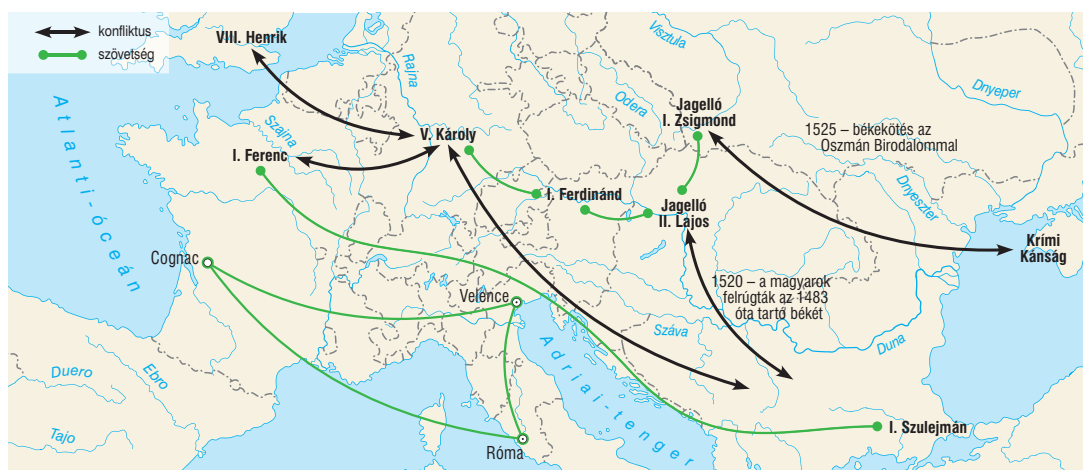 konfliktus
szövetség
VIII. Henrik
Visztula
Rajna
Odera
Dnyeper
Atlanti-óceán
Szajna
V. Károly
Jagelló
I. Zsigmond
1525 – békekötés az
Oszmán Birodalommal
I. Ferenc
I. Ferdinánd
Jagelló
II. Lajos
Dnyeszter
Krími
Kánság
Cognac
Velence
1520 – a magyarok
felrúgták az 1483
óta tartó békét
Száva
Duna
Duero
Ebro
Adriai-tenger
Tajo
Róma
I. Szulejmán